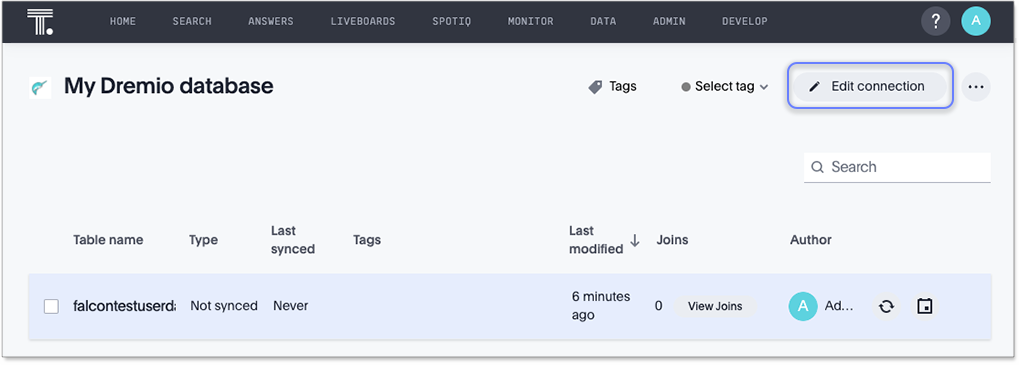 HOME SEARCH ANSWERS LIVEBOARDS SPOTIQ MONITOR DATA ADMIN DEVELOP ? A
My Dremio database Tags Select tag Edit connection ...
Search
Table name Type Last synced Tags Last modified ↓ Joins Author
falcontestuserda Not synced Never 6 minutes ago 0 View Joins A Ad...